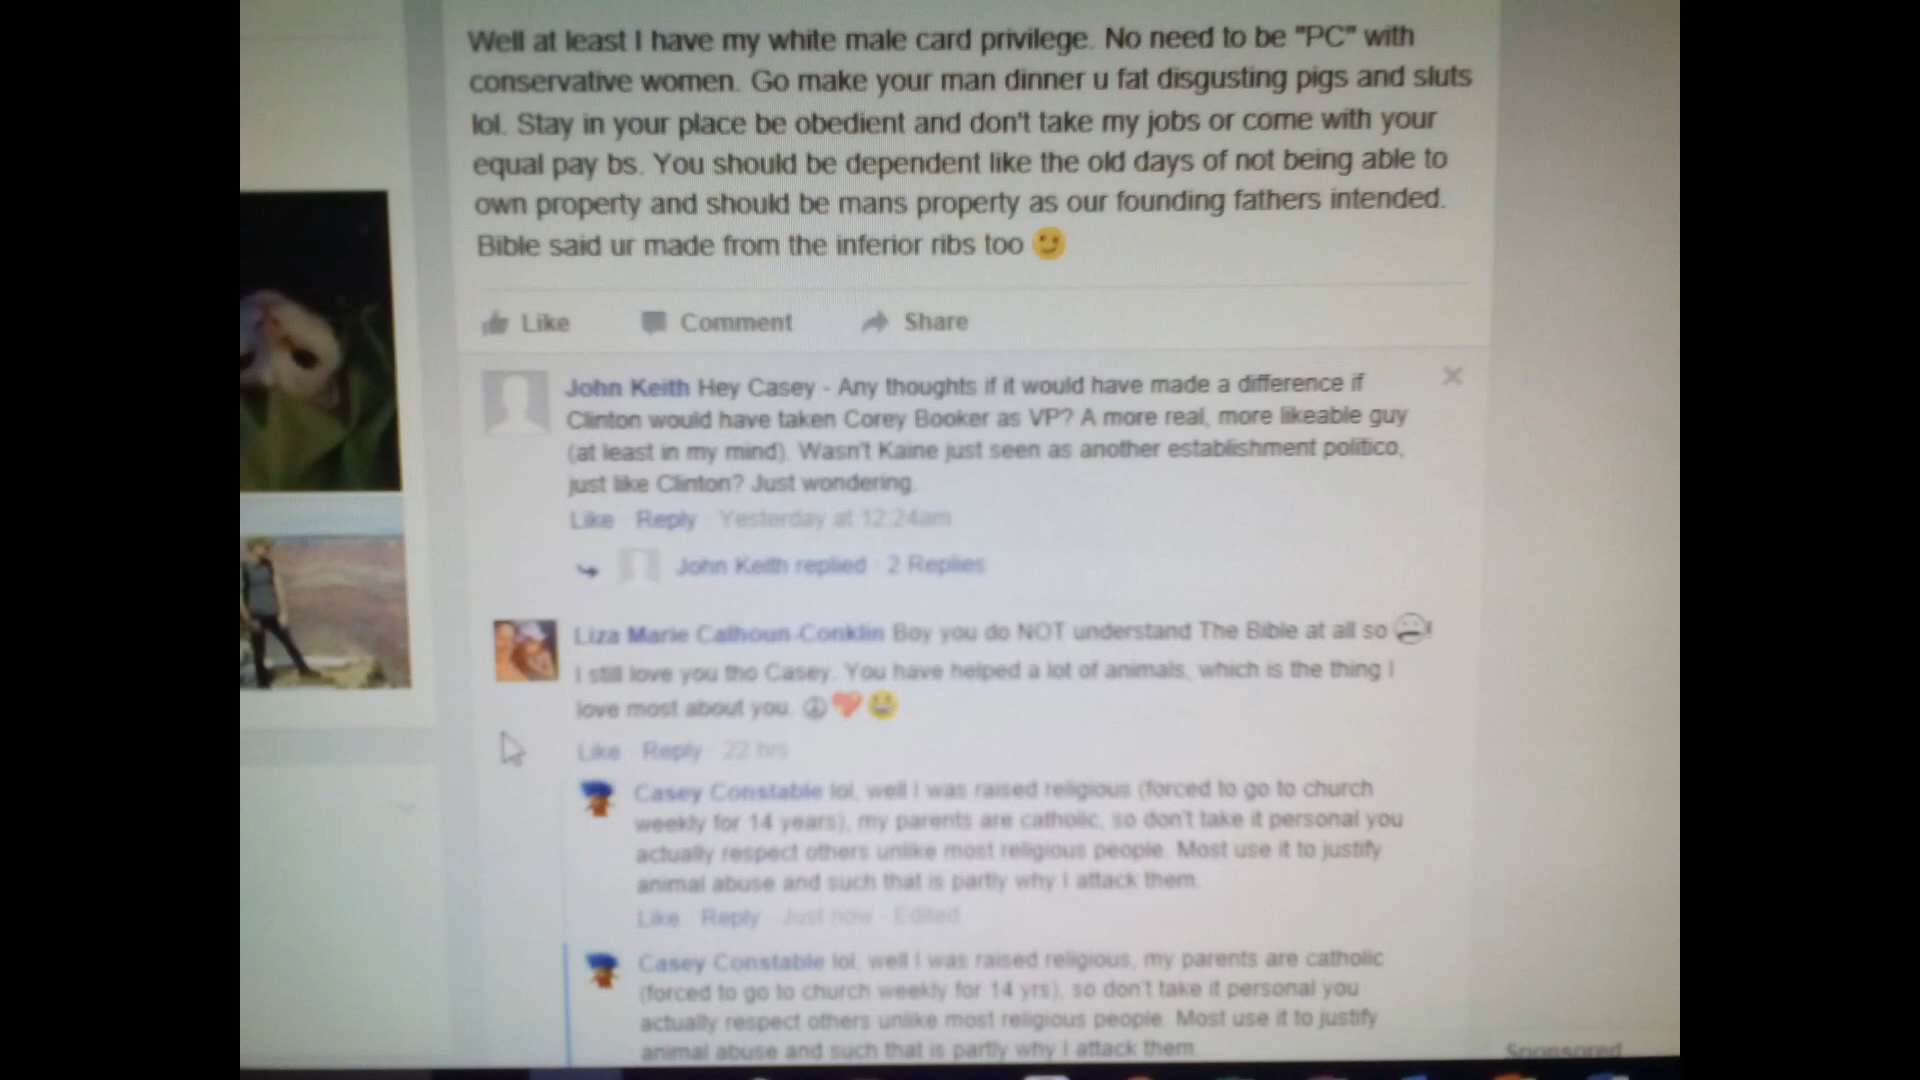 Well at least I have my white male card privilege. No need to be "PC" with
conservative women. Go make your man dinner u fat disgusting pigs and sluts
lol. Stay in your place be obedient and don't take my jobs or come with your
equal pay bs. You should be dependent like the old days of not being able to
own property and should be mans property as our founding fathers intended.
Bible said ur made from the inferior ribs too 😉
Like Comment Share
John Keith Hey Casey - Any thoughts if it would have made a difference if
Clinton would have taken Corey Booker as VP? A more real, more likeable guy
(at least in my mind). Wasn't Kaine just seen as another establishment politico,
just like Clinton? Just wondering.
Like · Reply · Yesterday at 12:24am
John Keith replied · 2 Replies
Liza Marie Calhoun-Conklin Boy you do NOT understand The Bible at all so !
I still love you tho Casey. You have helped a lot of animals, which is the thing I
love most about you.
Like · Reply · 22 hrs
Casey Constable lol, well I was raised religious (forced to go to church
weekly for 14 years), my parents are catholic, so don't take it personal you
actually respect others unlike most religious people. Most use it to justify
animal abuse and such that is partly why I attack them.
Like · Reply · Just now · Edited
Casey Constable lol, well I was raised religious, my parents are catholic
(forced to go to church weekly for 14 yrs), so don't take it personal you
actually respect others unlike most religious people. Most use it to justify
animal abuse and such that is partly why I attack them.
Sponsored